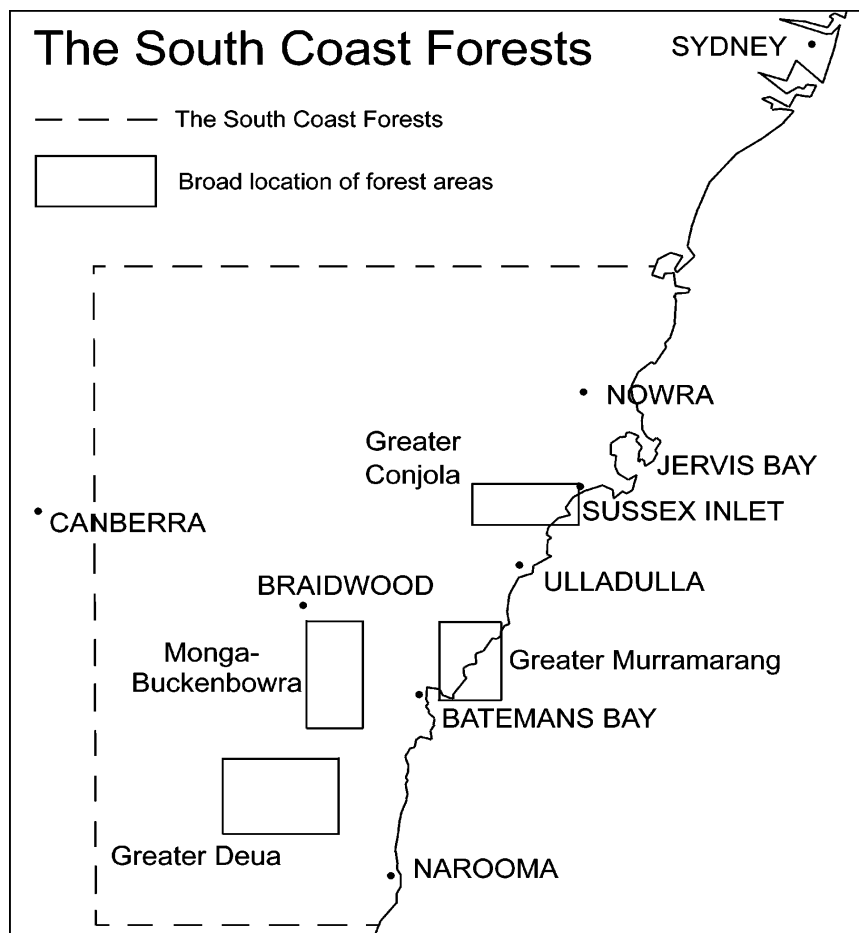 The South Coast Forests
SYDNEY
The South Coast Forests
Broad location of forest areas
NOWRA
Greater
Conjola
JERVIS BAY
SUSSEX INLET
CANBERRA
ULLADULLA
BRAIDWOOD
Monga-
Buckenbowra
Greater Murramarang
BATEMANS BAY
Greater Deua
NAROOMA